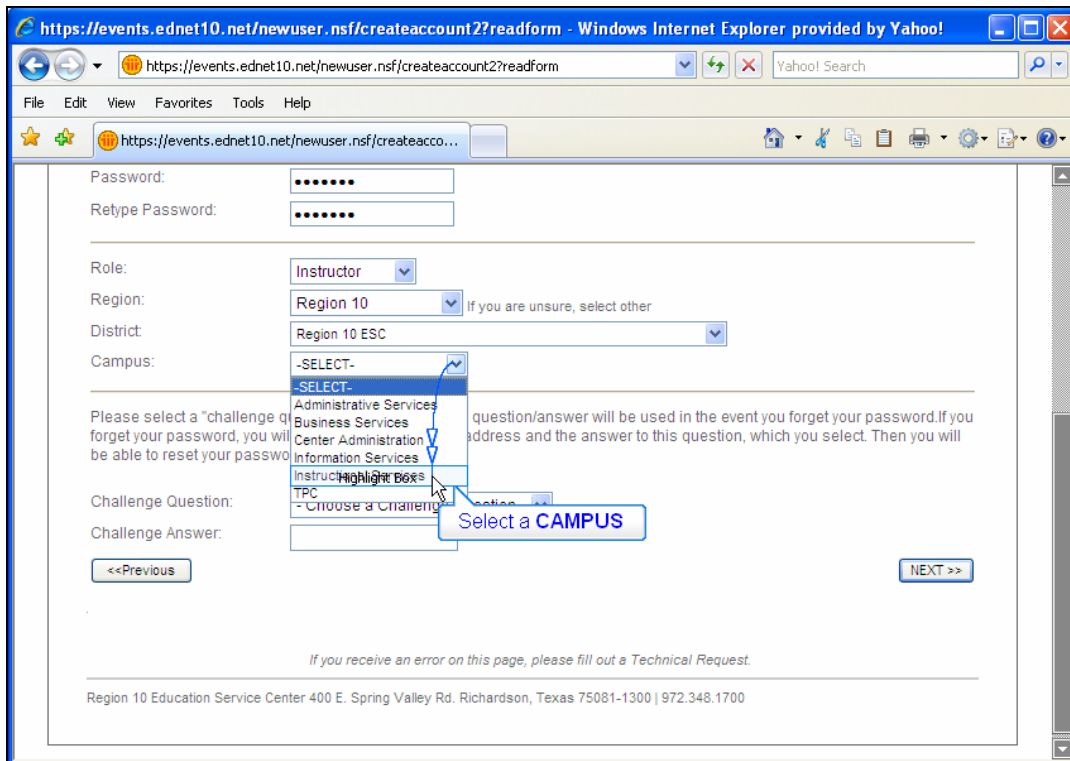 https://events.ednet10.net/newuser.nsf/createaccount2?readform - Windows Internet Explorer provided by Yahoo!
https://events.ednet10.net/newuser.nsf/createaccount2?readform
Yahoo! Search
File Edit View Favorites Tools Help
https://events.ednet10.net/newuser.nsf/createacco...
Password: •••••••
Retype Password: •••••••
Role: Instructor
Region: Region 10 If you are unsure, select other
District: Region 10 ESC
Campus: -SELECT-
-SELECT-
Administrative Services
Business Services
Center Administration
Information Services
Instructional Services
Highlight Box
TPC
Please select a "challenge q question/answer will be used in the event you forget your password.If you
forget your password, you wil address and the answer to this question, which you select. Then you will
be able to reset your passwo
Challenge Question: - Choose a Challeng
Select a CAMPUS
Challenge Answer:
<<Previous NEXT >>
If you receive an error on this page, please fill out a Technical Request.
Region 10 Education Service Center 400 E. Spring Valley Rd. Richardson, Texas 75081-1300 | 972.348.1700